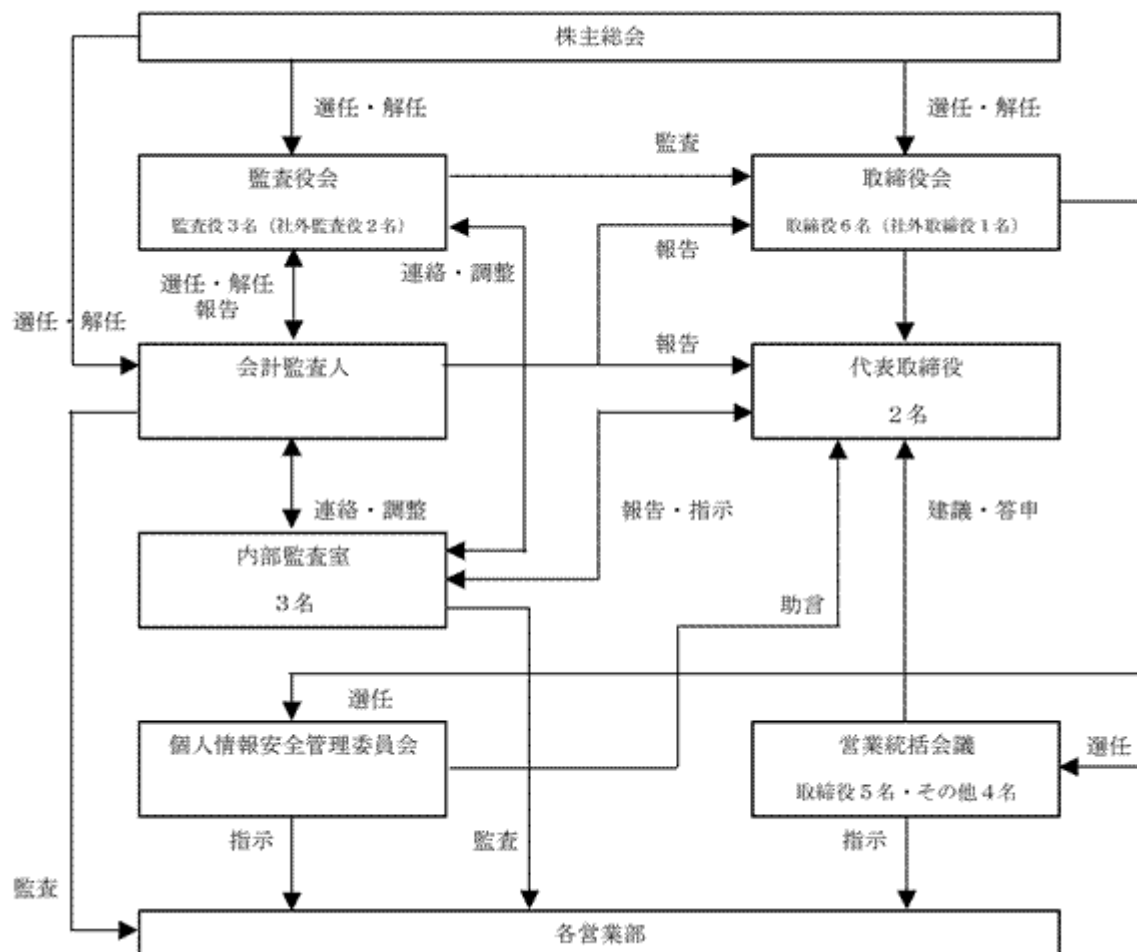 株主総会
選任・解任
選任・解任
監査
監査役会
監査役3名（社外監査役2名）
取締役会
取締役6名（社外取締役1名）
報告
連絡・調整
選任・解任
報告
選任・解任
報告
会計監査人
代表取締役
2名
連絡・調整
報告・指示
建議・答申
内部監査室
3名
助言
選任
個人情報安全管理委員会
営業統括会議
取締役5名・その他4名
選任
指示
監査
指示
監査
各営業部